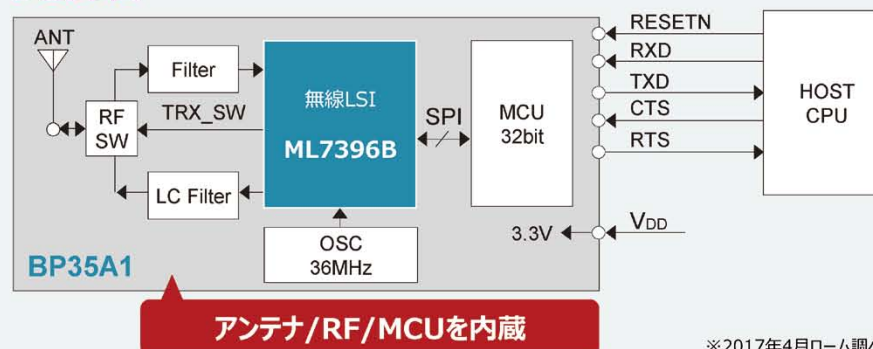 ANT
Filter
RF
SW
TRX_SW
LC Filter
無線LSI
ML7396B
SPI
MCU
32bit
OSC
36MHz
BP35A1
RESETN
RXD
TXD
CTS
RTS
HOST
CPU
3.3V
VDD
アンテナ/RF/MCUを内蔵
※2017年4月ローム調